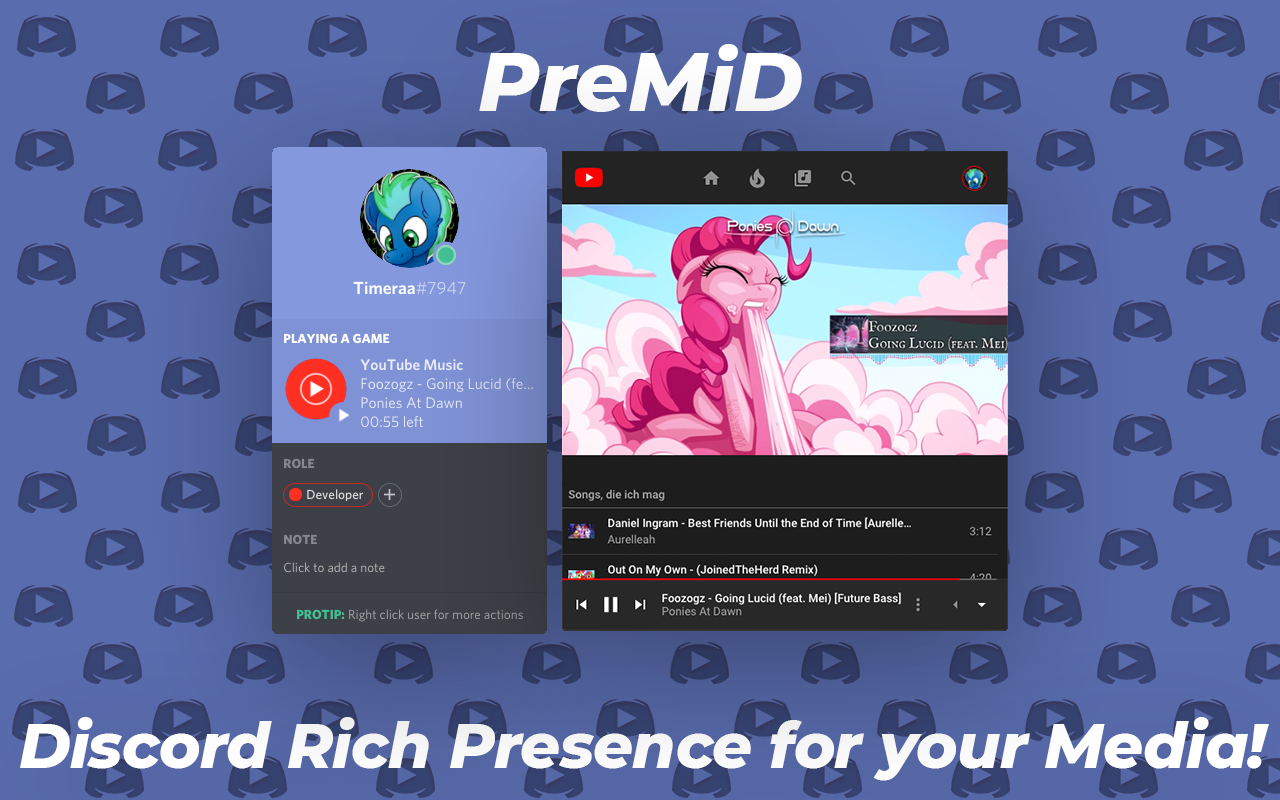 PreMiD
Timeraa#7947
PLAYING A GAME
YouTube Music
Foozogz - Going Lucid (fe...
Ponies At Dawn
00:55 left
ROLE
Developer
NOTE
Click to add a note
PROTIP: Right click user for more actions
Ponies @ Dawn
Foozogz
Going Lucid (feat. Mei)
Songs, die ich mag
Daniel Ingram - Best Friends Until the End of Time [Aurelle...
Aurelleah
3:12
Out On My Own - (JoinedTheHerd Remix)
4:20
Foozogz - Going Lucid (feat. Mei) [Future Bass]
Ponies At Dawn
Discord Rich Presence for your Media!